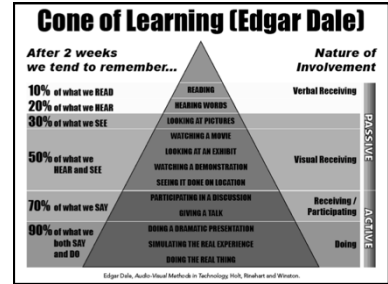 Cone of Learning (Edgar Dale)
After 2 weeks
we tend to remember...
Nature of
Involvement
10% of what we READ
20% of what we HEAR
30% of what we SEE
50% of what we
HEAR and SEE
70% of what we SAY
90% of what we
both SAY
and DO
READING
HEARING WORDS
LOOKING AT PICTURES
WATCHING A MOVIE
LOOKING AT AN EXHIBIT
WATCHING A DEMONSTRATION
SEEING IT DONE ON LOCATION
PARTICIPATING IN A DISCUSSION
GIVING A TALK
DOING A DRAMATIC PRESENTATION
SIMULATING THE REAL EXPERIENCE
DOING THE REAL THING
Verbal Receiving
Visual Receiving
Receiving /
Participating
Doing
PASSIVE
ACTIVE
Edgar Dale, Audio-Visual Methods in Technology, Holt, Rinehart and Winston.